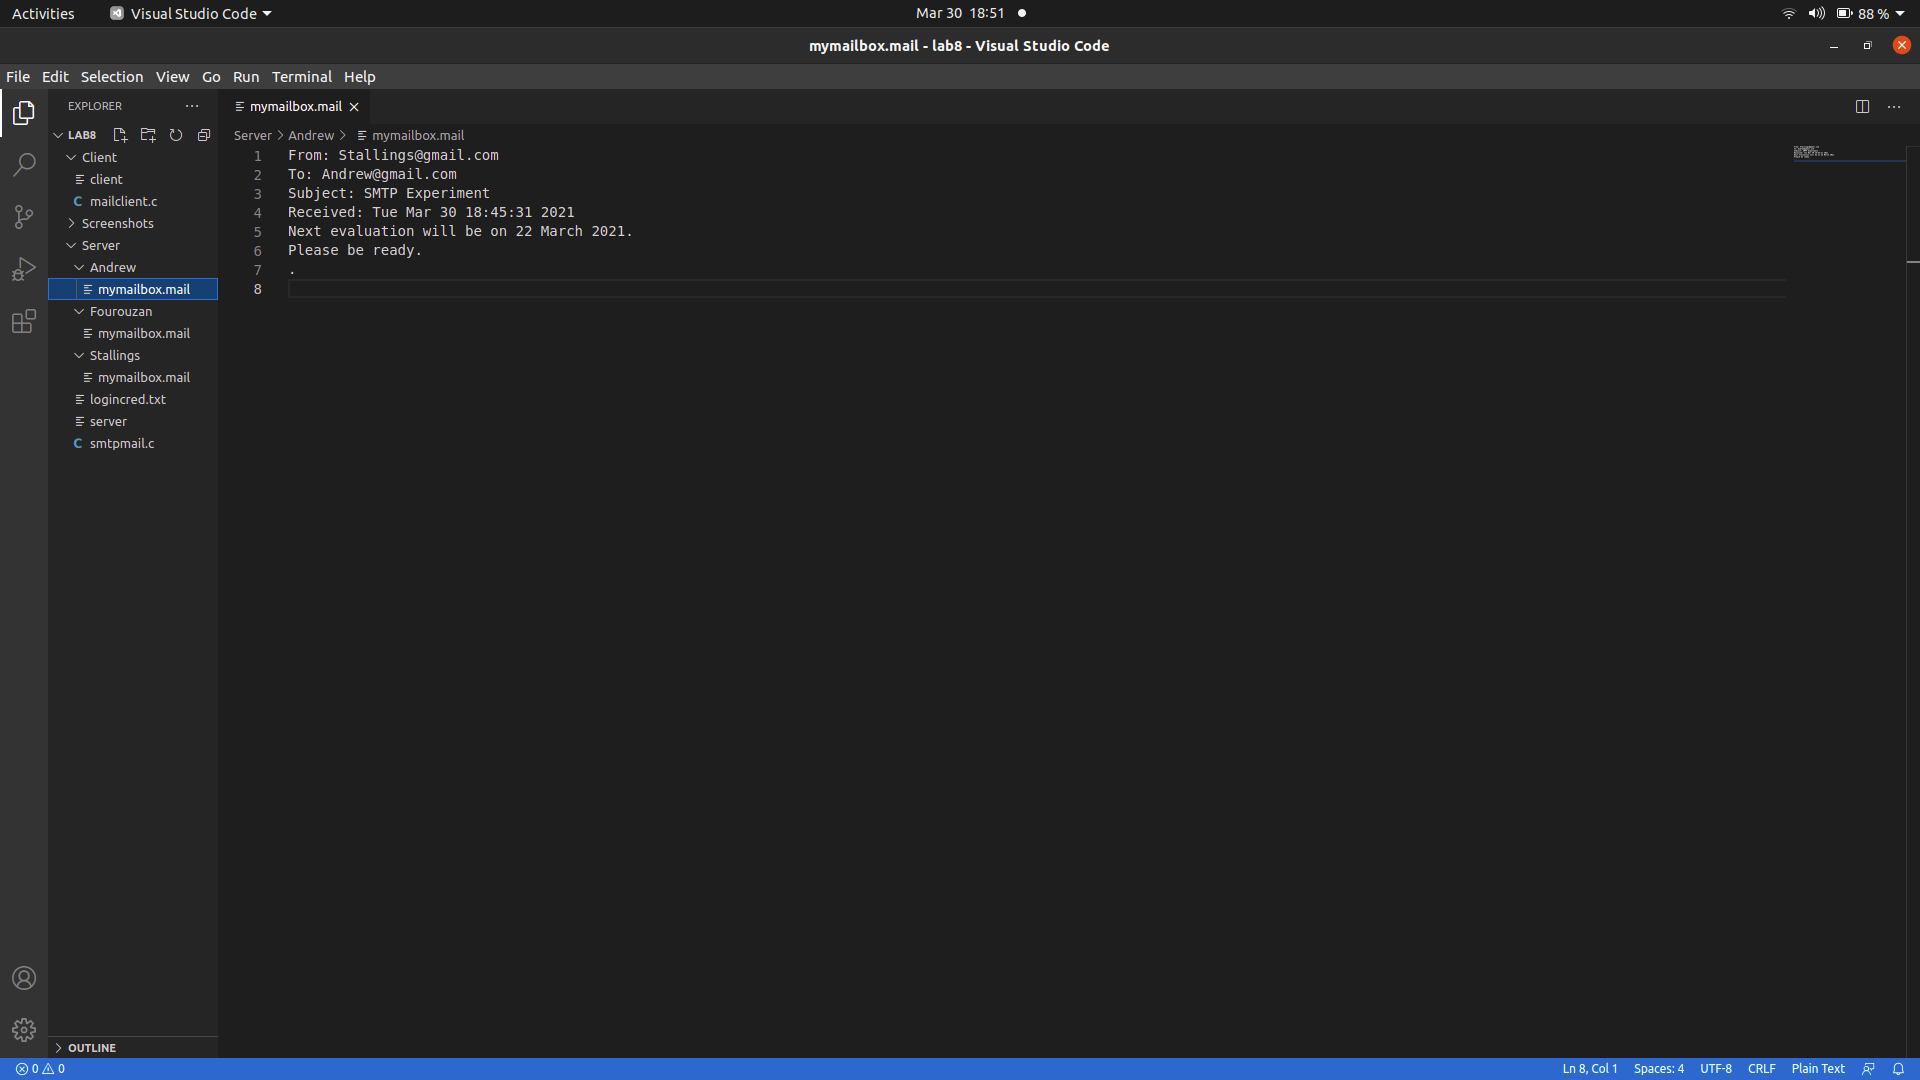 Activities
Visual Studio Code
Mar 30 18:51
88 %
mymailbox.mail - lab8 - Visual Studio Code
File Edit Selection View Go Run Terminal Help
EXPLORER
LAB8
Client
client
C mailclient.c
Screenshots
Server
Andrew
mymailbox.mail
Fourouzan
mymailbox.mail
Stallings
mymailbox.mail
logincred.txt
server
C smtpmail.c
OUTLINE
mymailbox.mail
Server > Andrew > mymailbox.mail
1 From: Stallings@gmail.com
2 To: Andrew@gmail.com
3 Subject: SMTP Experiment
4 Received: Tue Mar 30 18:45:31 2021
5 Next evaluation will be on 22 March 2021.
6 Please be ready.
7 .
8
0 0
Ln 8, Col 1 Spaces: 4 UTF-8 CRLF Plain Text